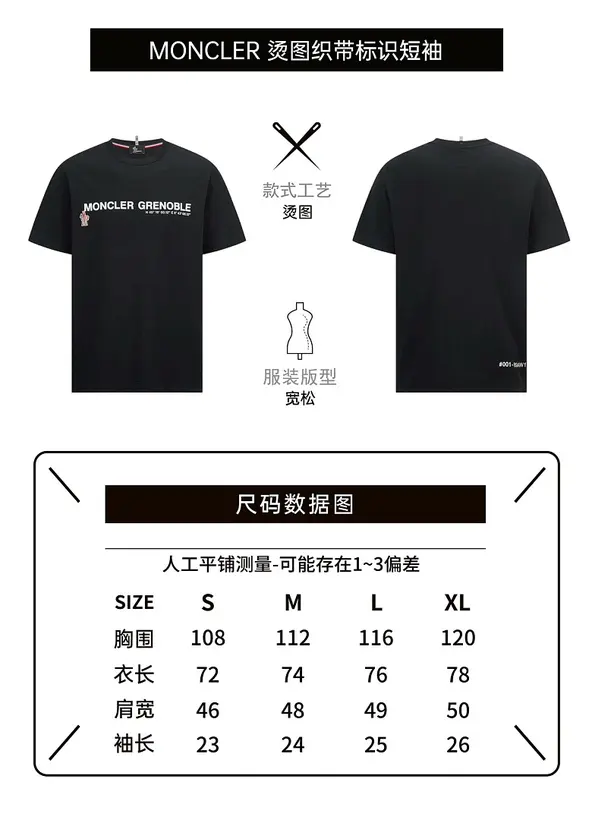 MONCLER 烫图织带标识短袖
MONCLER GRENOBLE
款式工艺
烫图
服装版型
宽松
尺码数据图
人工平铺测量-可能存在1~3偏差
SIZE S M L XL
胸围 108 112 116 120
衣长 72 74 76 78
肩宽 46 48 49 50
袖长 23 24 25 26